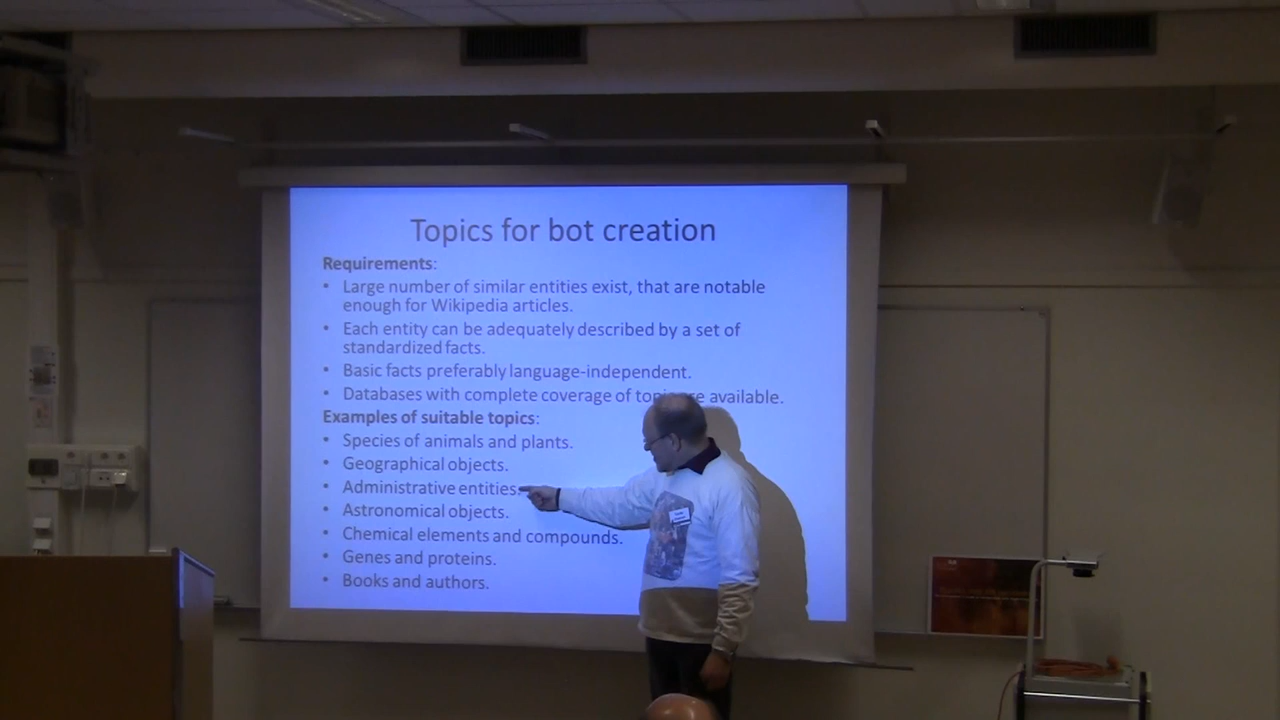 Topics for bot creation
Requirements:
• Large number of similar entities exist, that are notable
enough for Wikipedia articles.
• Each entity can be adequately described by a set of
standardized facts.
• Basic facts preferably language-independent.
• Databases with complete coverage of are available.
Examples of suitable topics:
• Species of animals and plants.
• Geographical objects.
• Administrative entities.
• Astronomical objects.
• Chemical elements and compounds.
• Genes and proteins.
• Books and authors.